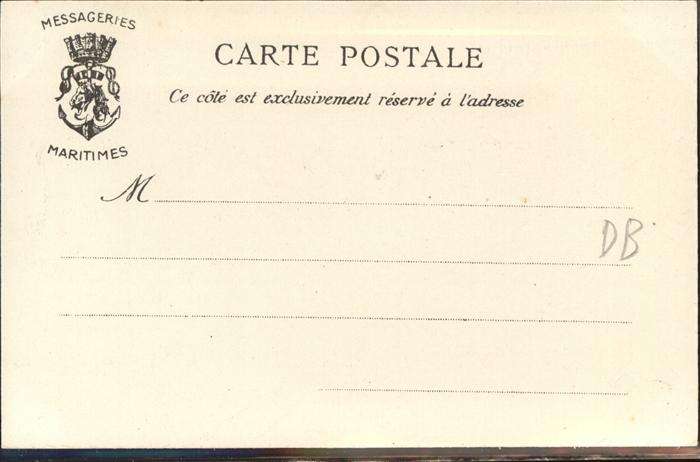 MESSAGERIES
MARITIMES
CARTE POSTALE
Ce côté est exclusivement réservé à l'adresse
M
DB